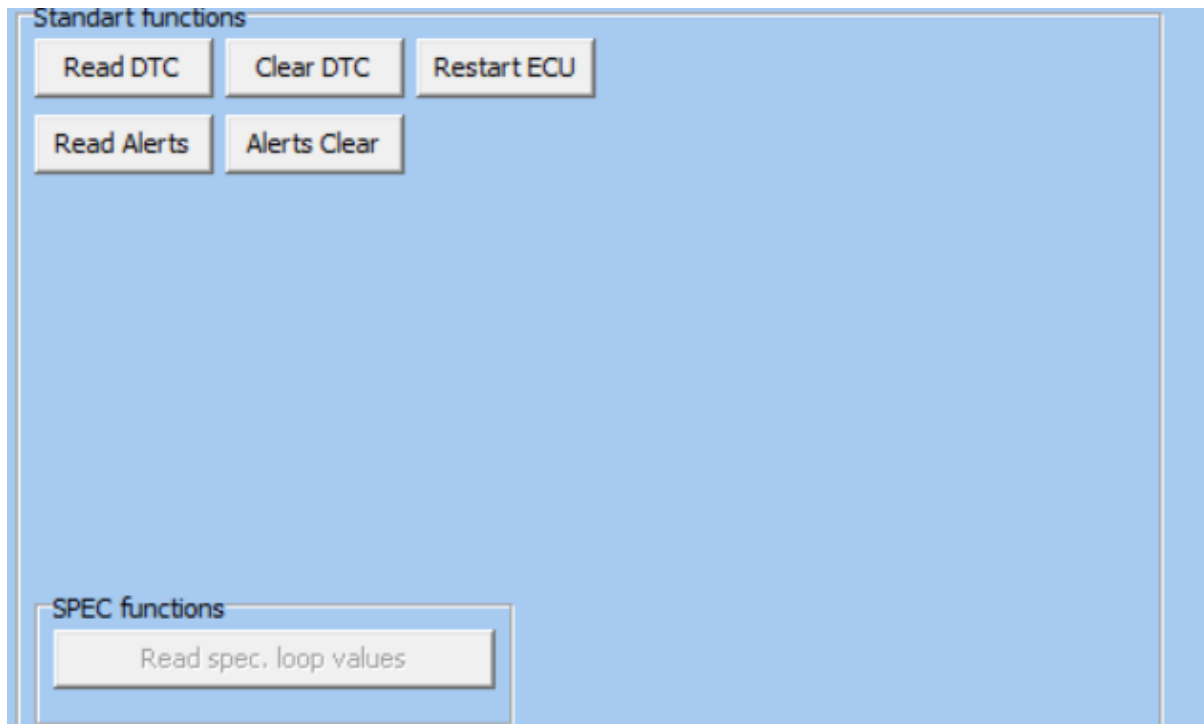 Standart functions
Read DTC Clear DTC Restart ECU
Read Alerts Alerts Clear
SPEC functions
Read spec. loop values